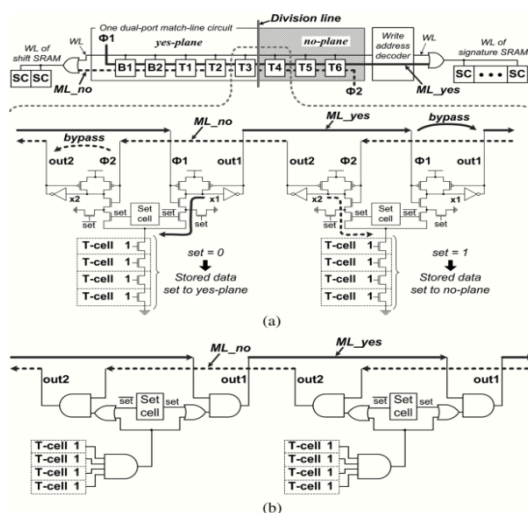 One dual-port match-line circuit
Division line
WL of shift SRAM
WL
Φ1
yes-plane
no-plane
Write address decoder
WL
WL of signature SRAM
SC SC
B1 B2 T1 T2 T3 T4 T5 T6
SC • • • SC
ML_no
Φ2
ML_yes
ML_no
ML_yes
bypass
bypass
out2 Φ2 Φ1 out1 out2 Φ2 Φ1 out1
x2 x1 x2 x1
set Set cell set set Set cell set
set set set set
T-cell 1
T-cell 1
T-cell 1
T-cell 1
set = 0
Stored data set to yes-plane
T-cell 1
T-cell 1
T-cell 1
T-cell 1
set = 1
Stored data set to no-plane
(a)
ML_no
ML_yes
out2 out1 out2 out1
set Set cell set set Set cell set
T-cell 1
T-cell 1
T-cell 1
T-cell 1
T-cell 1
T-cell 1
T-cell 1
T-cell 1
(b)